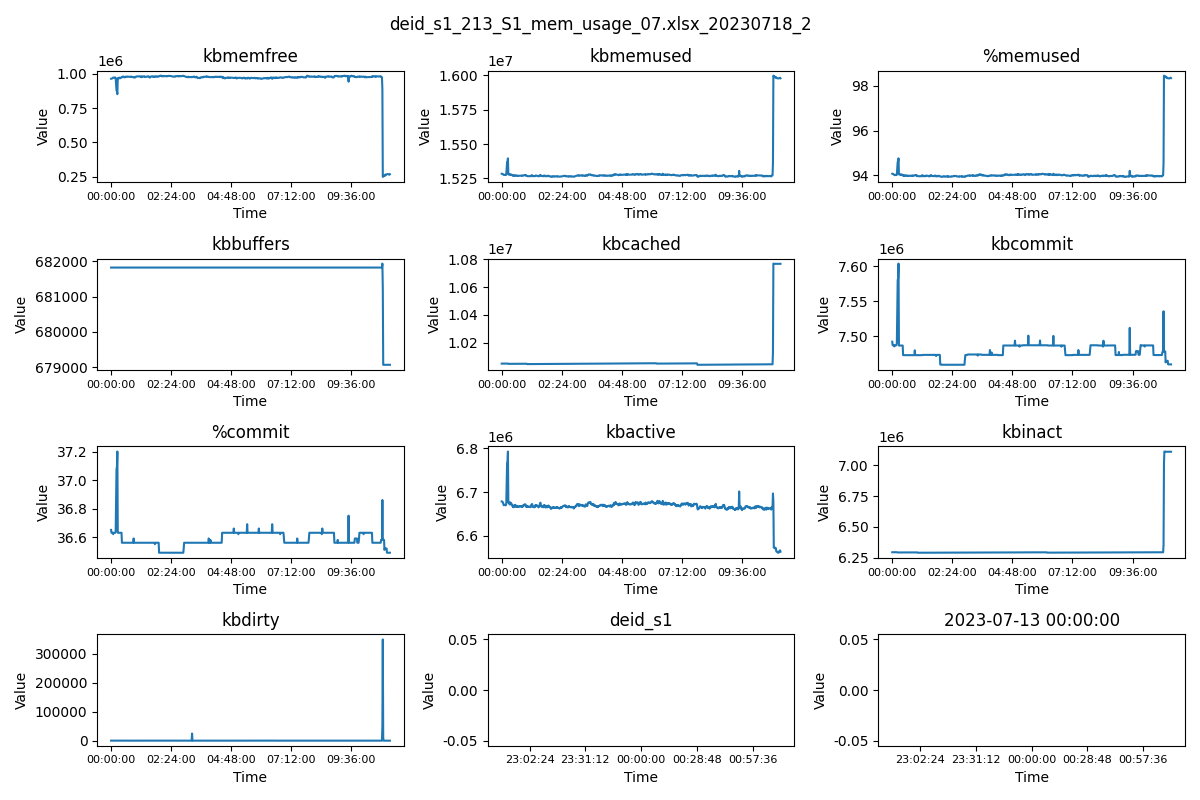 deid_s1_213_S1_mem_usage_07.xlsx_20230718_2
kbmemfree
1e6
1.00
0.75
0.50
0.25
Value
00:00:00 02:24:00 04:48:00 07:12:00 09:36:00
Time
kbmemused
1e7
1.600
1.575
1.550
1.525
Value
00:00:00 02:24:00 04:48:00 07:12:00 09:36:00
Time
%memused
98
96
94
Value
00:00:00 02:24:00 04:48:00 07:12:00 09:36:00
Time
kbbuffers
682000
681000
680000
679000
Value
00:00:00 02:24:00 04:48:00 07:12:00 09:36:00
Time
kbcached
1e7
1.08
1.06
1.04
1.02
Value
00:00:00 02:24:00 04:48:00 07:12:00 09:36:00
Time
kbcommit
1e6
7.60
7.55
7.50
Value
00:00:00 02:24:00 04:48:00 07:12:00 09:36:00
Time
%commit
37.2
37.0
36.8
36.6
Value
00:00:00 02:24:00 04:48:00 07:12:00 09:36:00
Time
kbactive
1e6
6.8
6.7
6.6
Value
00:00:00 02:24:00 04:48:00 07:12:00 09:36:00
Time
kbinact
1e6
7.00
6.75
6.50
6.25
Value
00:00:00 02:24:00 04:48:00 07:12:00 09:36:00
Time
kbdirty
300000
200000
100000
0
Value
00:00:00 02:24:00 04:48:00 07:12:00 09:36:00
Time
deid_s1
0.05
0.00
-0.05
Value
23:02:24 23:31:12 00:00:00 00:28:48 00:57:36
Time
2023-07-13 00:00:00
0.05
0.00
-0.05
Value
23:02:24 23:31:12 00:00:00 00:28:48 00:57:36
Time